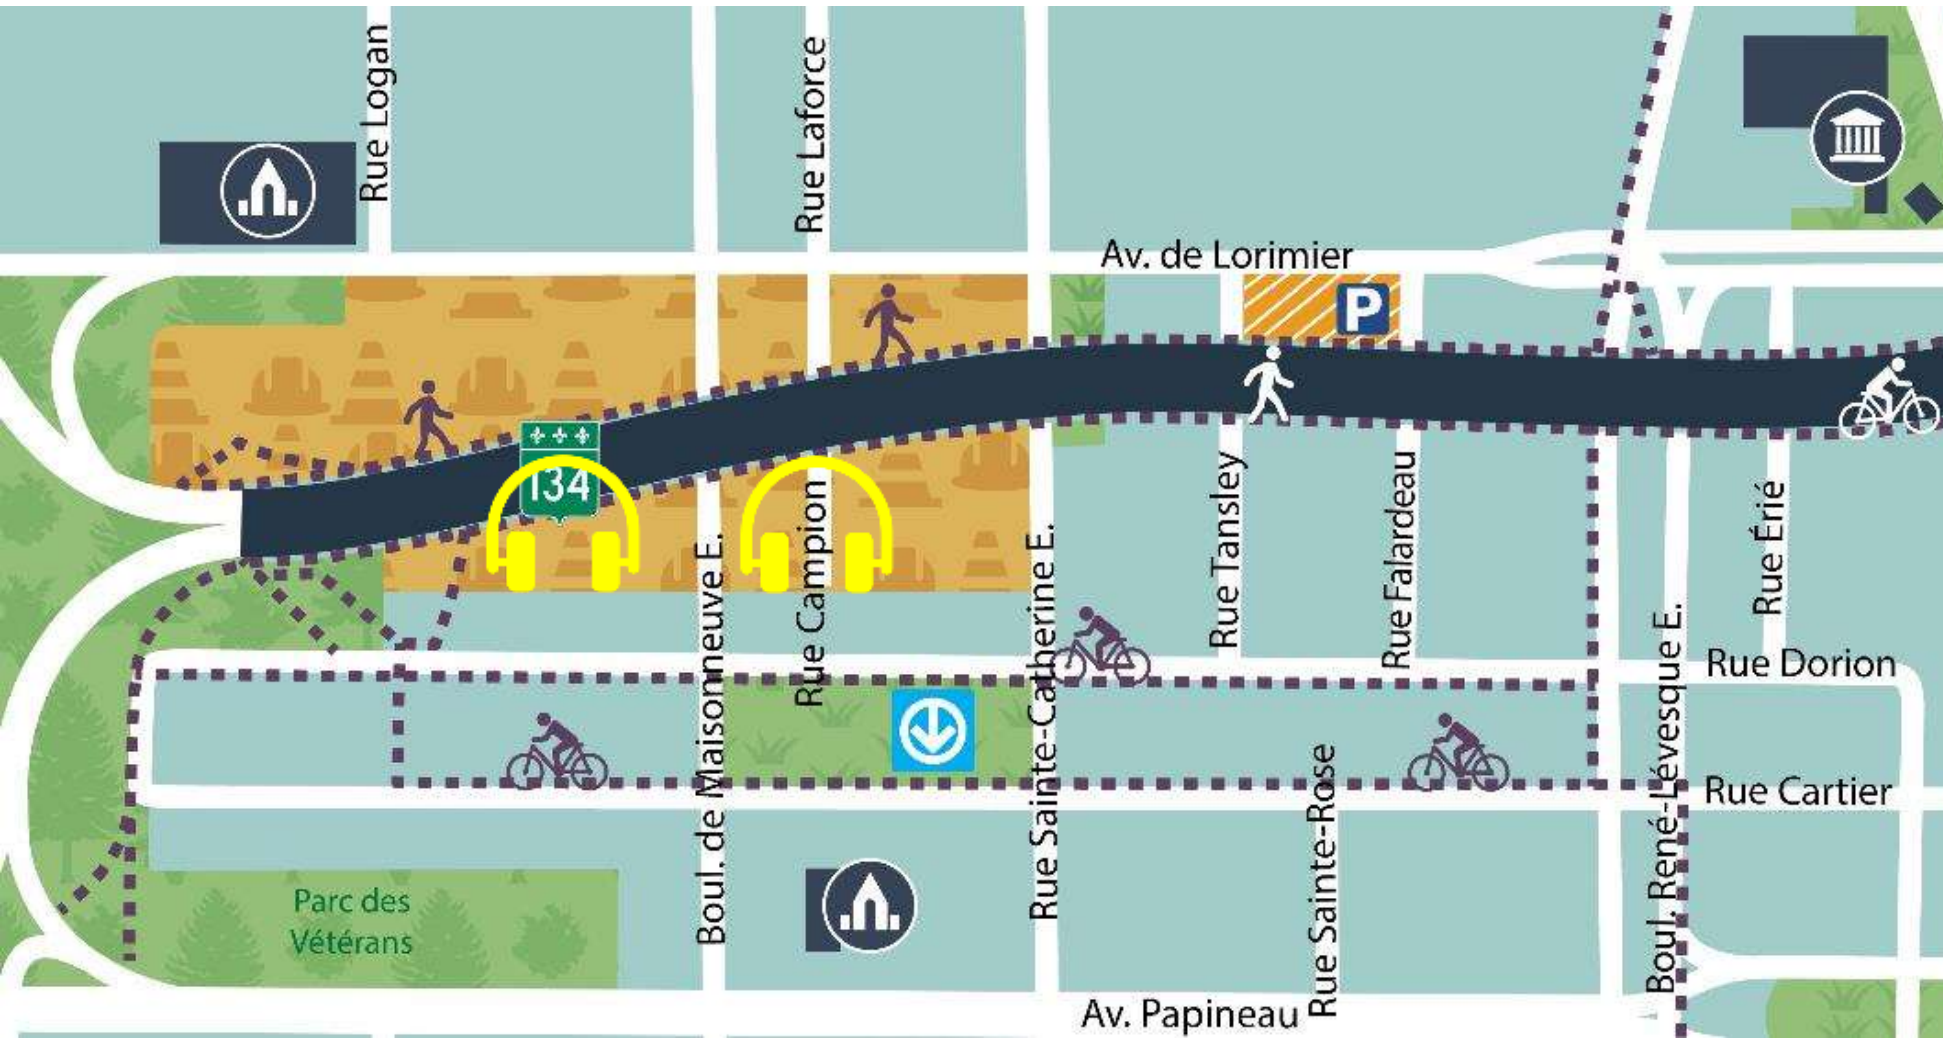 Rue Logan
Rue Laforce
Av. de Lorimier
P
134
Rue Campion
Boul. de Maisonneuve E.
Rue Sainte-Catherine E.
Rue Tansley
Rue Falardeau
Rue Érié
Boul. René-Lévesque E.
Rue Dorion
Rue Sainte-Rose
Rue Cartier
Parc des
Vétérans
Av. Papineau